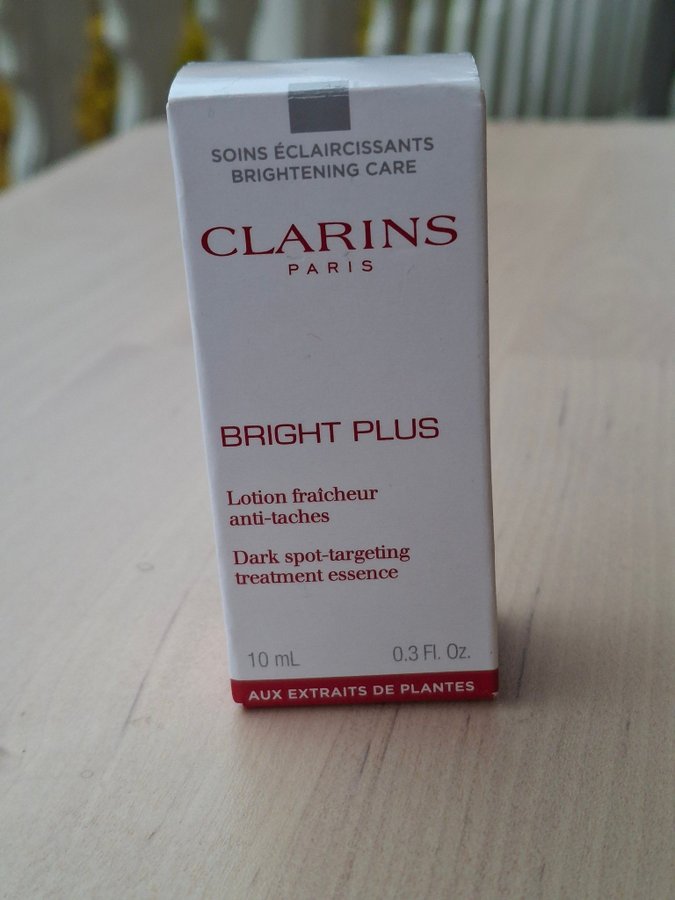 SOINS ÉCLAIRCISSANTS
BRIGHTENING CARE
CLARINS
PARIS
BRIGHT PLUS
Lotion fraîcheur
anti-taches
Dark spot-targeting
treatment essence
10 mL 0.3 Fl. Oz.
AUX EXTRAITS DE PLANTES